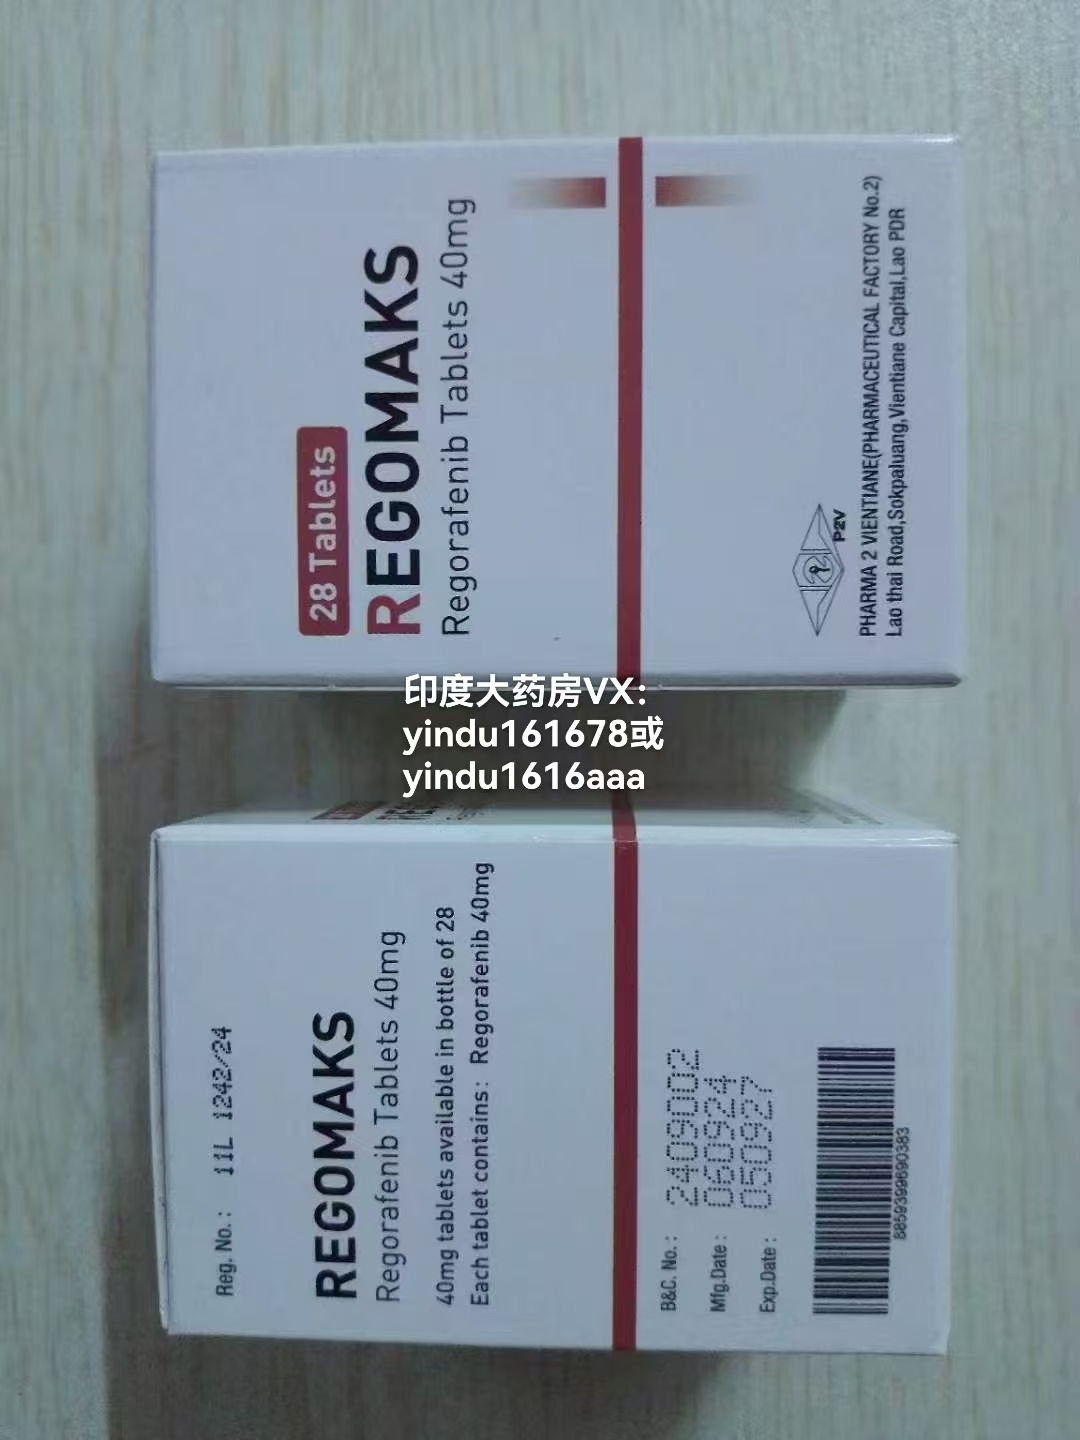 28 Tablets
REGOMAKS
Regorafenib Tablets 40mg
P2V
PHARMA 2 VIENTIANE(PHARMACEUTICAL FACTORY No.2)
Lao thai Road,Sokpaluang,Vientiane Capital,Lao PDR
印度大药房VX:
yindu161678或
yindu1616aaa
Reg. No. : 11L 1242/24
REGOMAKS
Regorafenib Tablets 40mg
40mg tablets available in bottle of 28
Each tablet contains : Regorafenib 40mg
B&C. No. : 2409002
Mfg.Date : 060924
Exp.Date : 050927
8859399690383